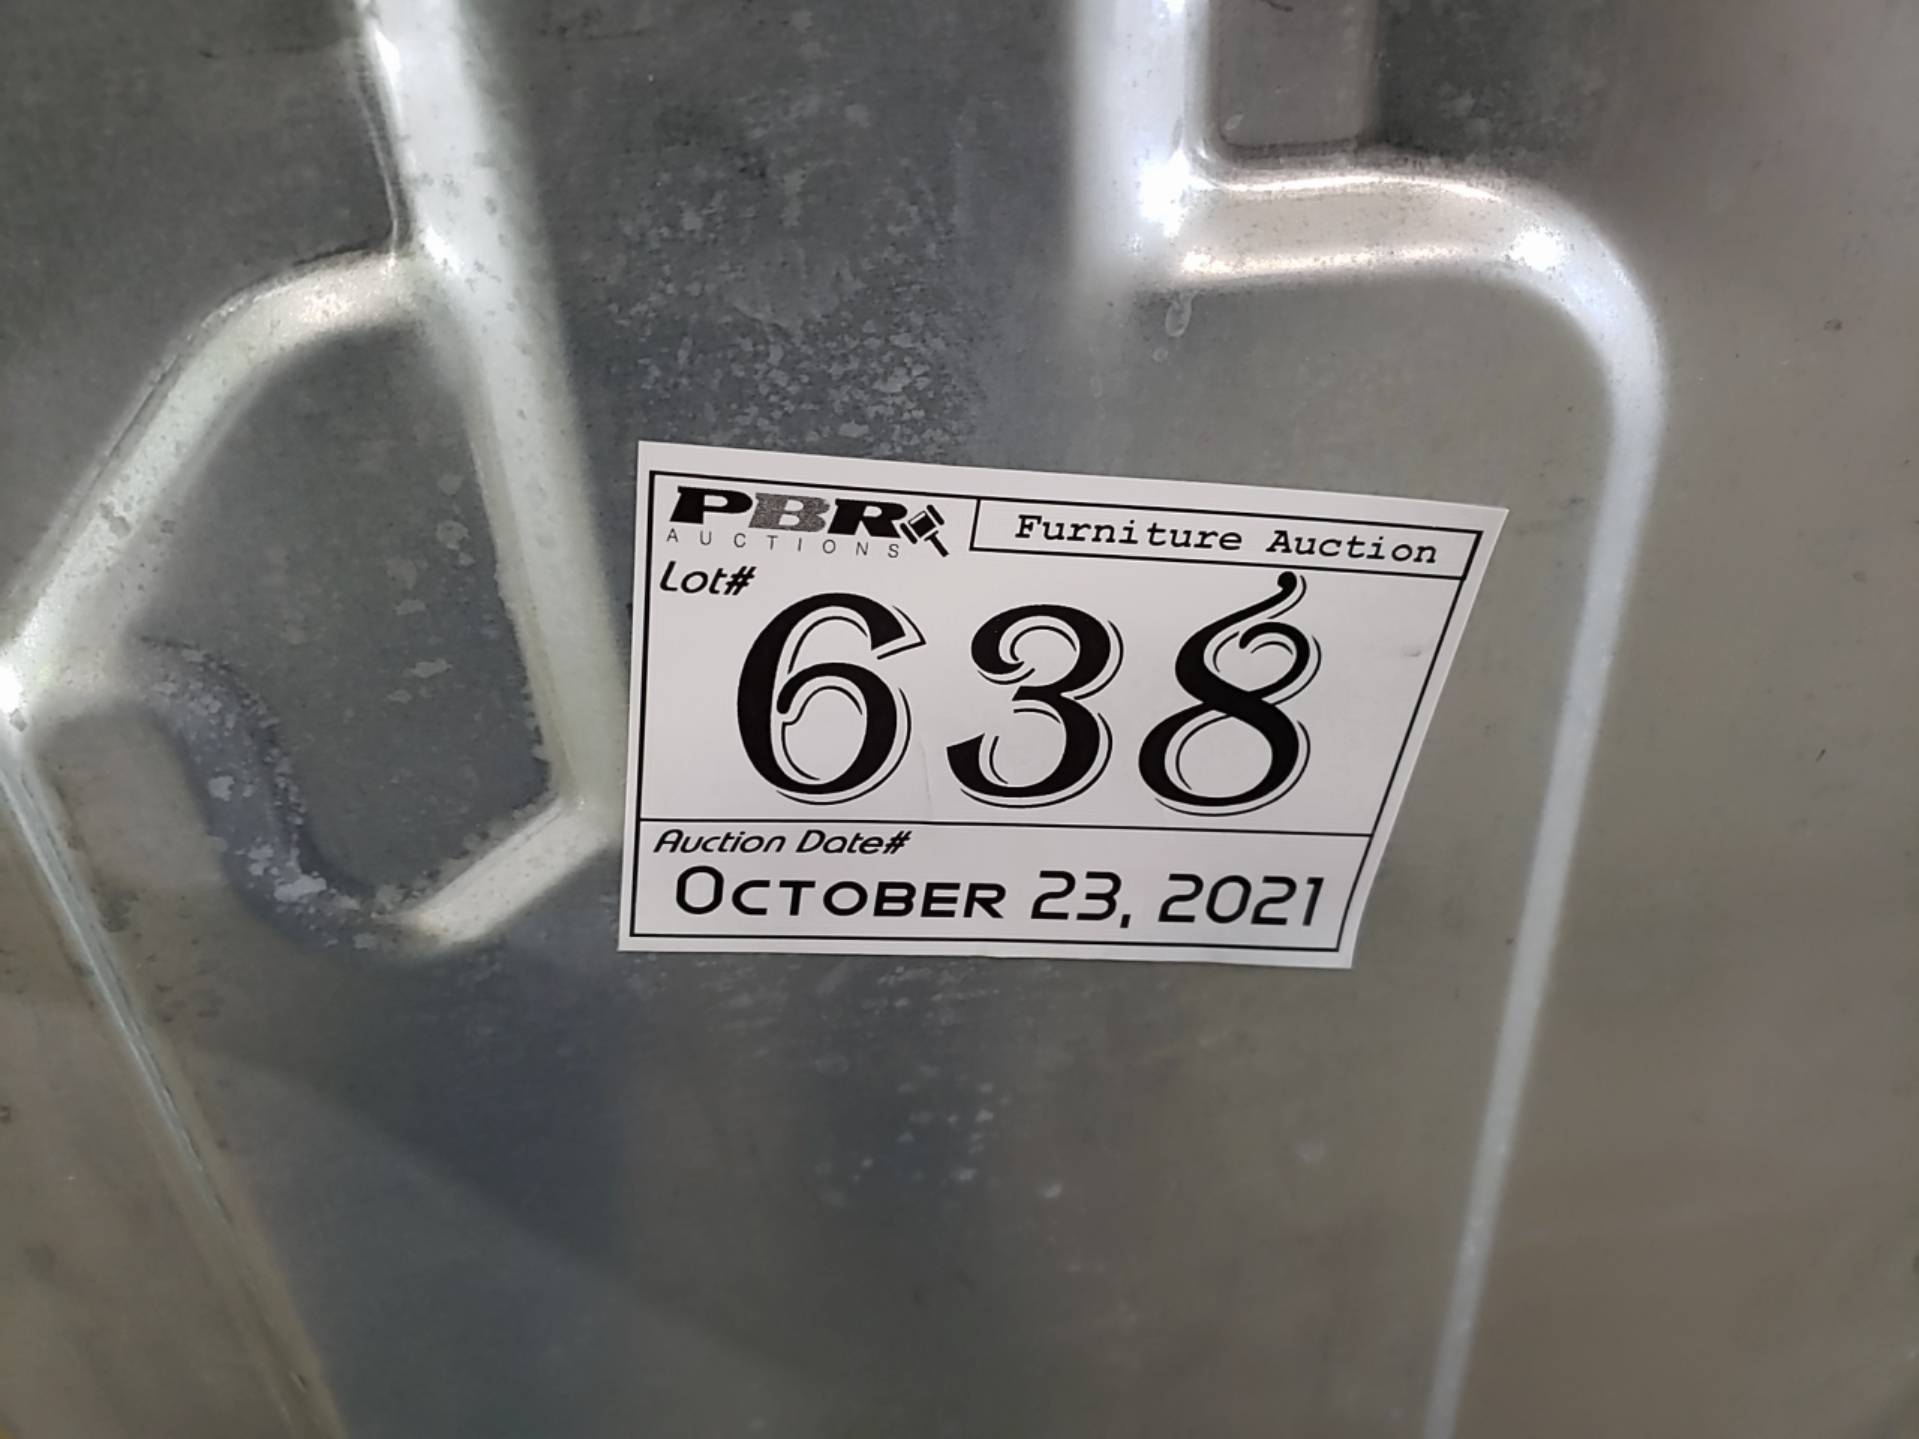 PBR
AUCTIONS
Furniture Auction
Lot#
638
Auction Date#
October 23, 2021